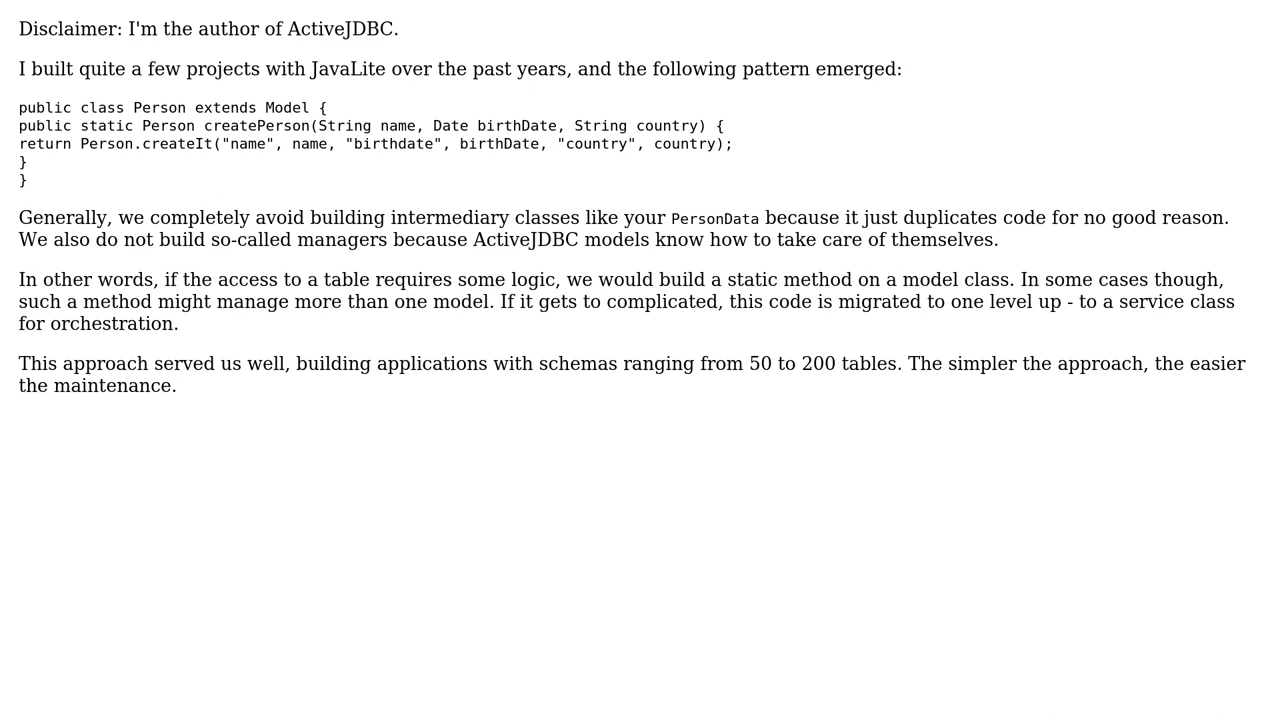 Disclaimer: I'm the author of ActiveJDBC.
I built quite a few projects with JavaLite over the past years, and the following pattern emerged:
public class Person extends Model {
public static Person createPerson(String name, Date birthDate, String country) {
return Person.createIt("name", name, "birthdate", birthDate, "country", country);
}
}
Generally, we completely avoid building intermediary classes like your PersonData because it just duplicates code for no good reason.
We also do not build so-called managers because ActiveJDBC models know how to take care of themselves.
In other words, if the access to a table requires some logic, we would build a static method on a model class. In some cases though,
such a method might manage more than one model. If it gets to complicated, this code is migrated to one level up - to a service class
for orchestration.
This approach served us well, building applications with schemas ranging from 50 to 200 tables. The simpler the approach, the easier
the maintenance.